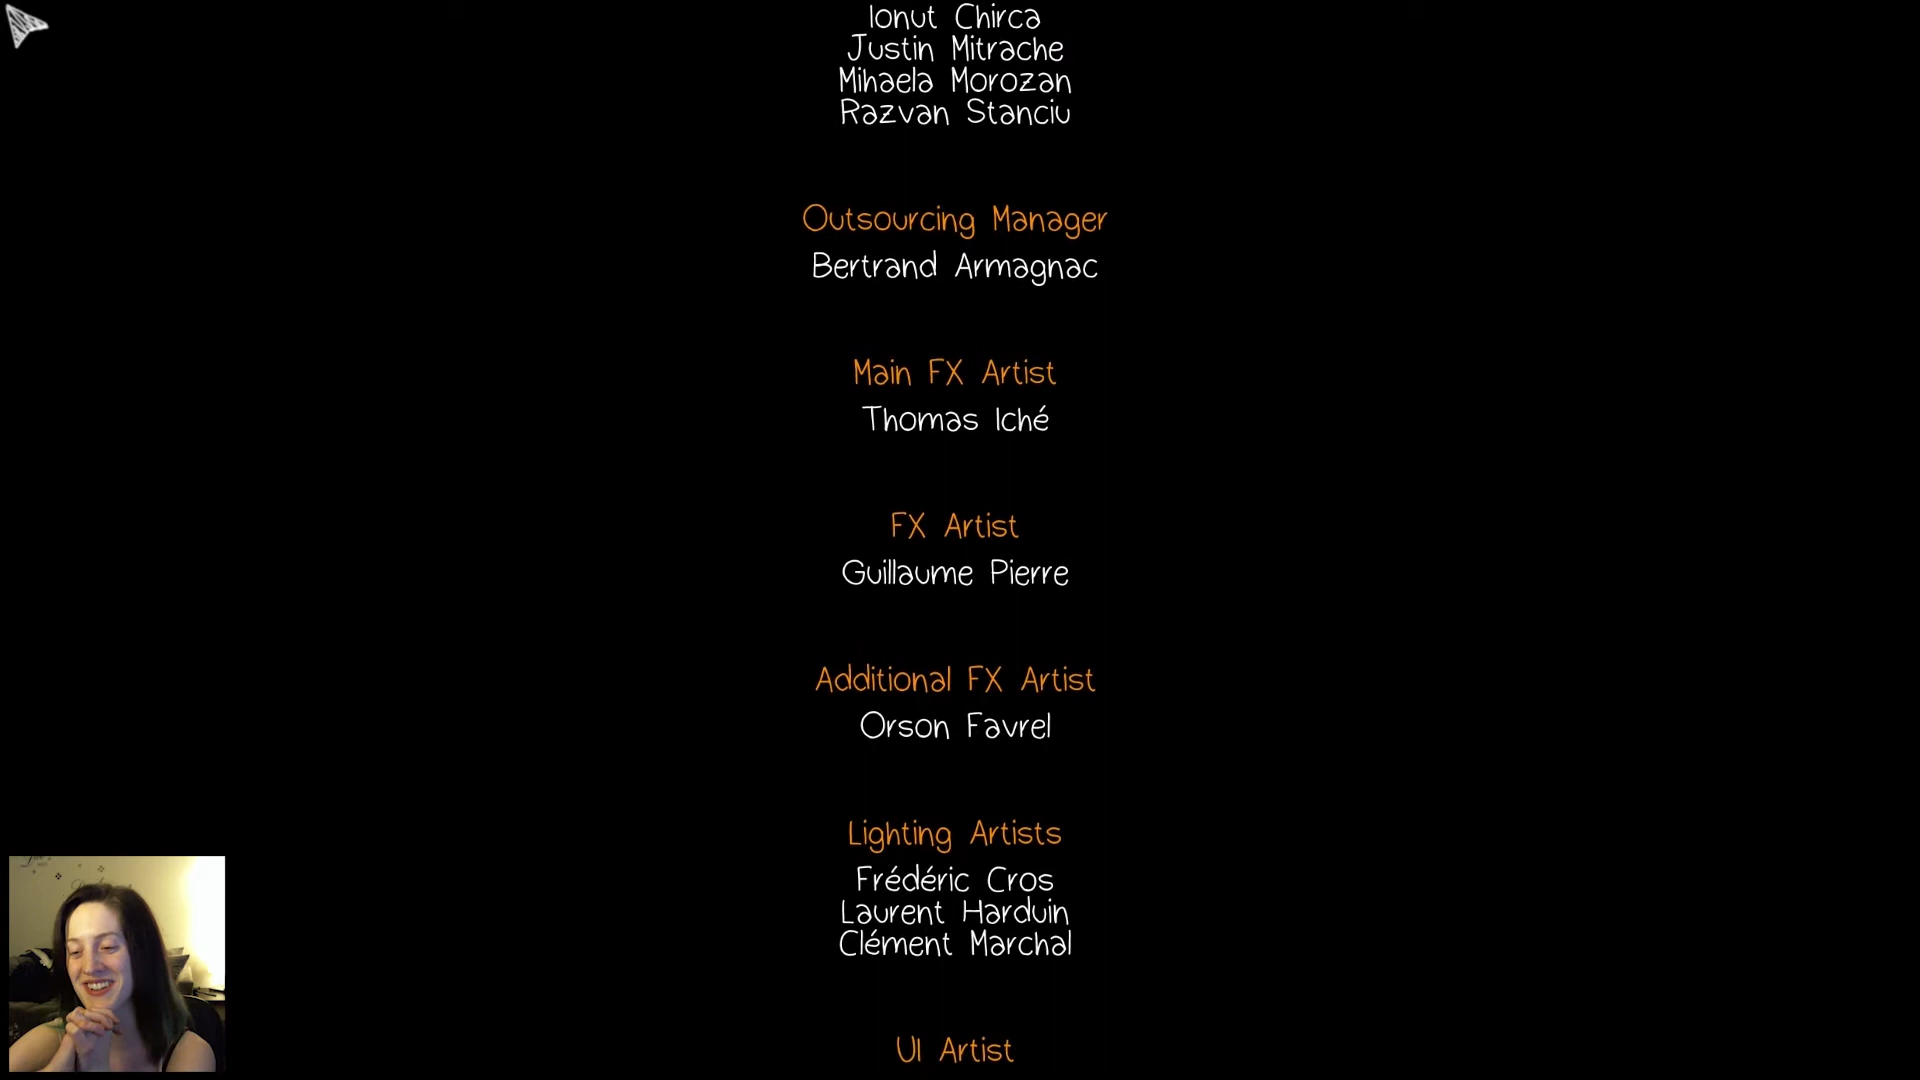 Ionut Chirca
Justin Mitrache
Mihaela Morozan
Razvan Stanciu
Outsourcing Manager
Bertrand Armagnac
Main FX Artist
Thomas Iché
FX Artist
Guillaume Pierre
Additional FX Artist
Orson Favrel
Lighting Artists
Frédéric Cros
Laurent Harduin
Clément Marchal
UI Artist